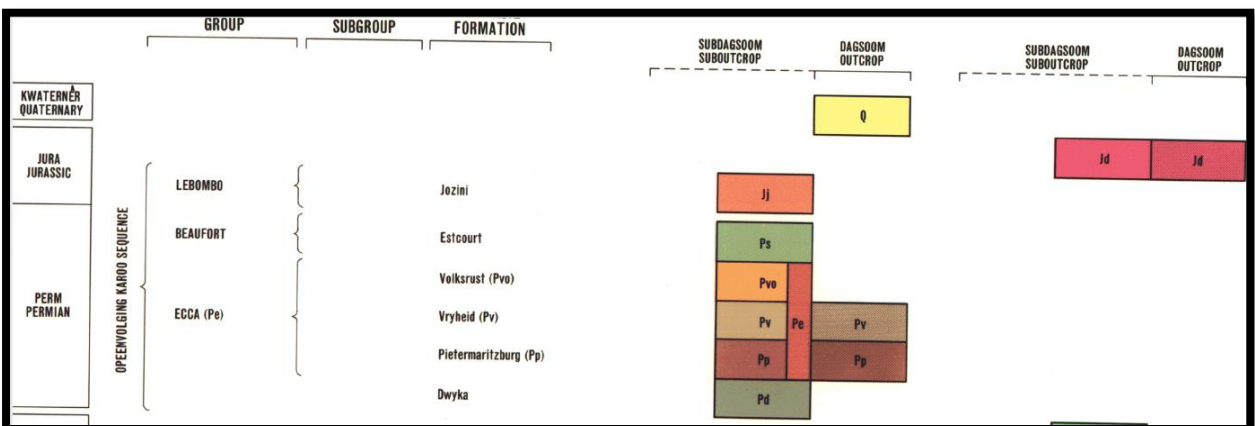 GROUP
SUBGROUP
FORMATION
SUBDAGSOOM
SUBOUTCROP
DAGSOOM
OUTCROP
SUBDAGSOOM
SUBOUTCROP
DAGSOOM
OUTCROP
KWATERNÊR
QUATERNARY
Q
JURA
JURASSIC
Jd
Jd
OPEENVOLGING KAROO SEQUENCE
LEBOMBO
Jozini
Jj
BEAUFORT
Estcourt
Ps
PERM
PERMIAN
ECCA (Pe)
Volksrust (Pvo)
Pvo
Vryheid (Pv)
Pv
Pe
Pv
Pietermaritzburg (Pp)
Pp
Pp
Dwyka
Pd